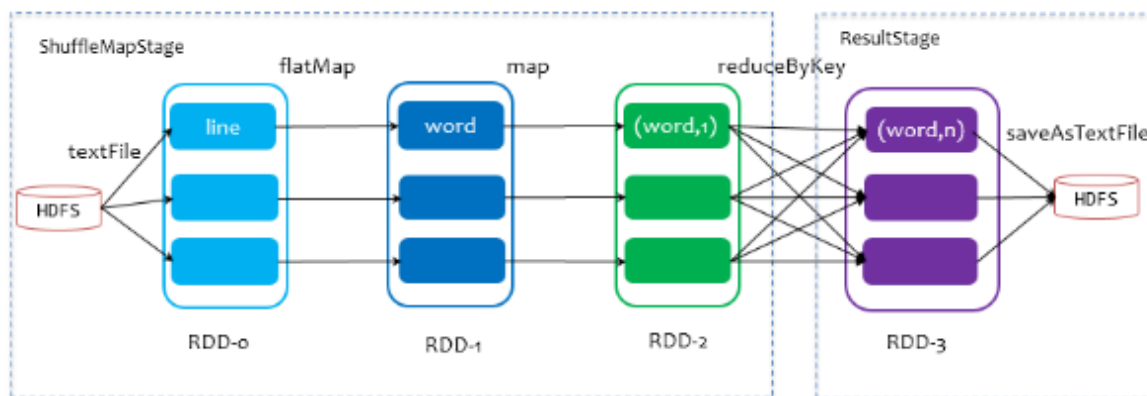 ShuffleMapStage
ResultStage
flatMap
map
reduceByKey
line
word
(word,1)
(word,n)
textFile
saveAsTextFile
HDFS
HDFS
RDD-0
RDD-1
RDD-2
RDD-3